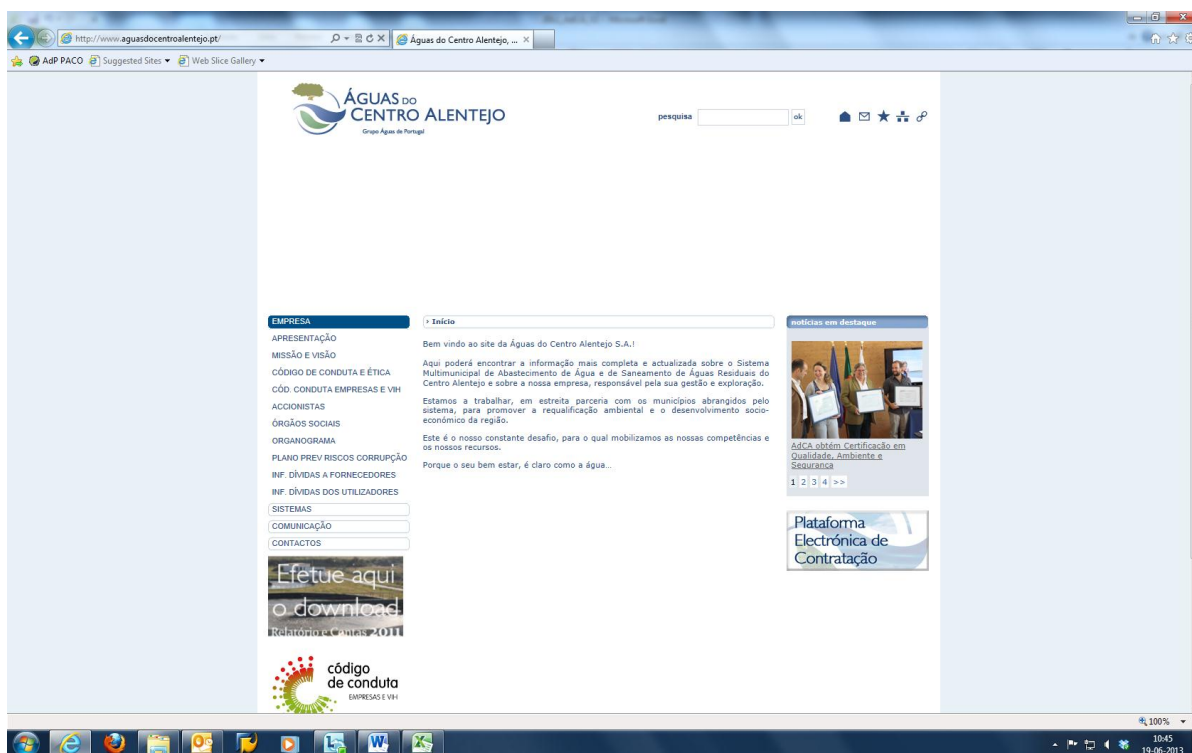 http://www.aguasdocentroalentejo.pt/
Águas do Centro Alentejo, ...
AdP PACO
Suggested Sites
Web Slice Gallery
ÁGUAS DO
CENTRO ALENTEJO
Grupo Águas de Portugal
pesquisa
ok
EMPRESA
APRESENTAÇÃO
MISSÃO E VISÃO
CÓDIGO DE CONDUTA E ÉTICA
CÓD. CONDUTA EMPRESAS E VIH
ACCIONISTAS
ÓRGÃOS SOCIAIS
ORGANOGRAMA
PLANO PREV RISCOS CORRUPÇÃO
INF. DÍVIDAS A FORNECEDORES
INF. DÍVIDAS DOS UTILIZADORES
SISTEMAS
COMUNICAÇÃO
CONTACTOS
Efetue aqui
o download
Relatório e Contas 2011
código
de conduta
EMPRESAS E VIH
Início
Bem vindo ao site da Águas do Centro Alentejo S.A.!
Aqui poderá encontrar a informação mais completa e actualizada sobre o Sistema
Multimunicipal de Abastecimento de Água e de Saneamento de Águas Residuais do
Centro Alentejo e sobre a nossa empresa, responsável pela sua gestão e exploração.
Estamos a trabalhar, em estreita parceria com os municípios abrangidos pelo
sistema, para promover a requalificação ambiental e o desenvolvimento socio-
económico da região.
Este é o nosso constante desafio, para o qual mobilizamos as nossas competências e
os nossos recursos.
Porque o seu bem estar, é claro como a água...
notícias em destaque
AdCA obtém Certificação em
Qualidade, Ambiente e
Segurança
1 2 3 4 >>
Plataforma
Electrónica de
Contratação
100%
10:45
19-06-2013